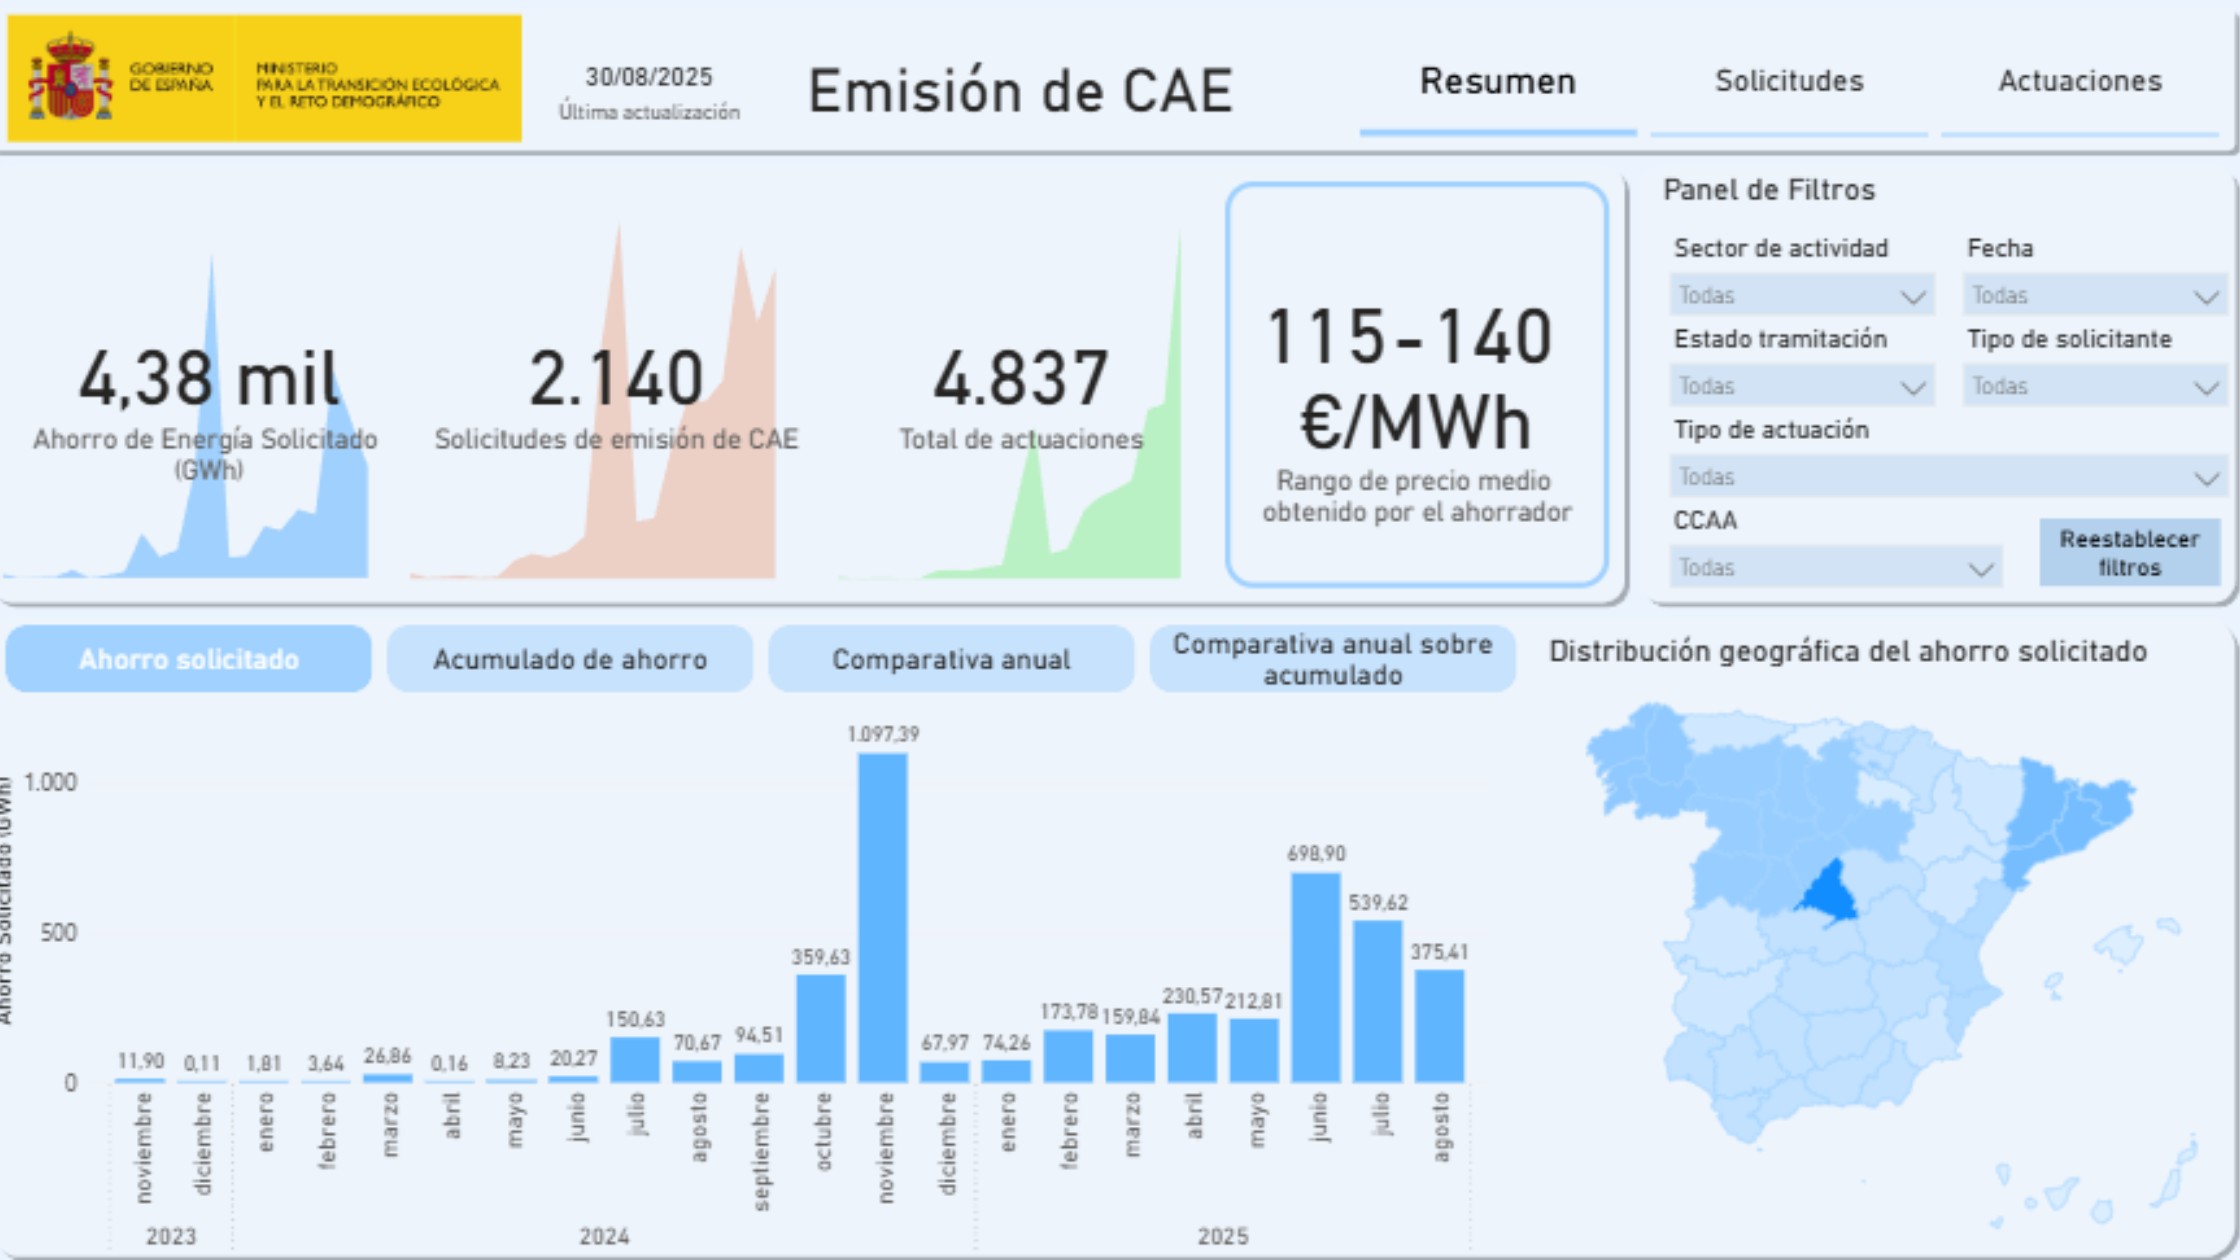 GOBIERNO
DE ESPAÑA
MINISTERIO
PARA LA TRANSICIÓN ECOLÓGICA
Y EL RETO DEMOGRÁFICO
30/08/2025
Última actualización
Emisión de CAE
Resumen
Solicitudes
Actuaciones
4,38 mil
Ahorro de Energía Solicitado
(GWh)
2.140
Solicitudes de emisión de CAE
4.837
Total de actuaciones
115-140
€/MWh
Rango de precio medio
obtenido por el ahorrador
Panel de Filtros
Sector de actividad
Fecha
Todas
Todas
Estado tramitación
Tipo de solicitante
Todas
Todas
Tipo de actuación
Todas
CCAA
Todas
Reestablecer
filtros
Ahorro solicitado
Acumulado de ahorro
Comparativa anual
Comparativa anual sobre
acumulado
Distribución geográfica del ahorro solicitado
Ahorro Solicitado (GWh)
1.000
500
0
11,90
0,11
1,81
3,64
26,86
0,16
8,23
20,27
150,63
70,67
94,51
359,63
1.097,39
67,97
74,26
173,78
159,84
230,57
212,81
698,90
539,62
375,41
noviembre
diciembre
enero
febrero
marzo
abril
mayo
junio
julio
agosto
septiembre
octubre
noviembre
diciembre
enero
febrero
marzo
abril
mayo
junio
julio
agosto
2023
2024
2025